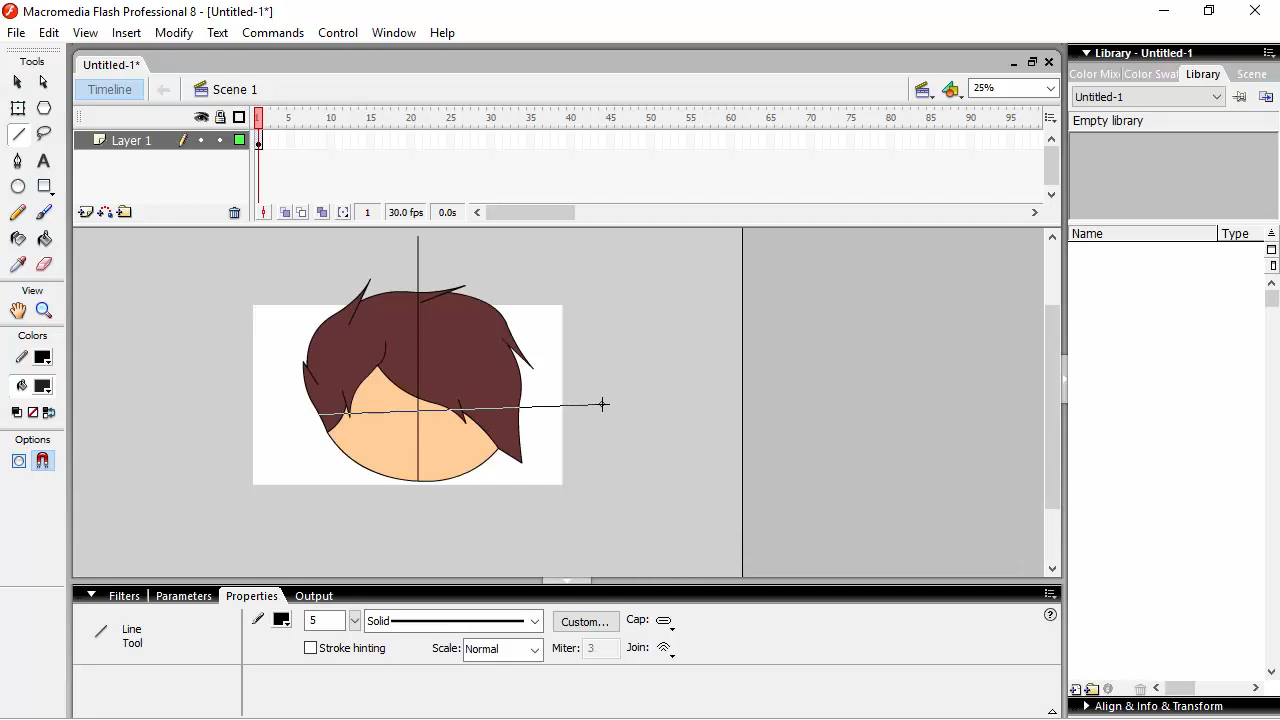 Macromedia Flash Professional 8 - [Untitled-1*]
File Edit View Insert Modify Text Commands Control Window Help
Tools
Untitled-1*
Library - Untitled-1
Color Mix Color Swat Library Scene
Timeline
Scene 1
25%
Untitled-1
1 5 10 15 20 25 30 35 40 45 50 55 60 65 70 75 80 85 90 95
Empty library
Layer 1
A
1 30.0 fps 0.0s
Name Type
View
Colors
Options
Filters Parameters Properties Output
Line
Tool
5
Solid
Custom...
Cap:
Stroke hinting
Scale:
Normal
Miter:
3
Join:
Align & Info & Transform